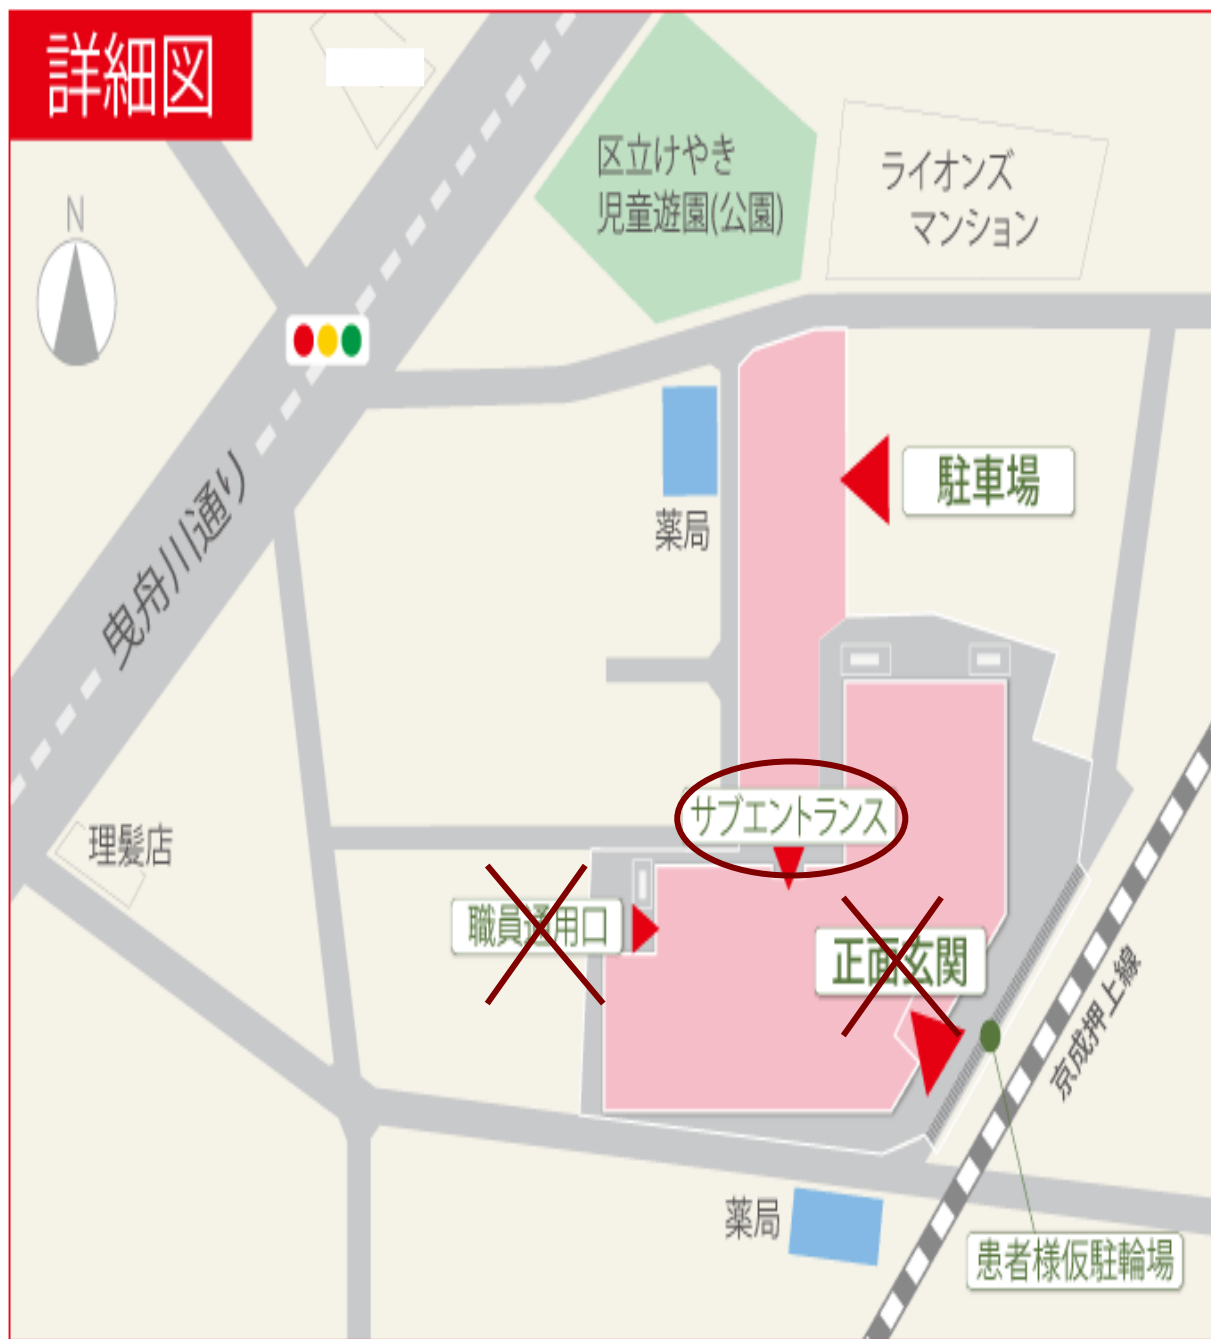 詳細図
N
区立けやき
児童遊園(公園)
ライオンズ
マンション
駐車場
薬局
曳舟川通り
サブエントランス
理髪店
職員通用口
正面玄関
京成押上線
薬局
患者様仮駐輪場